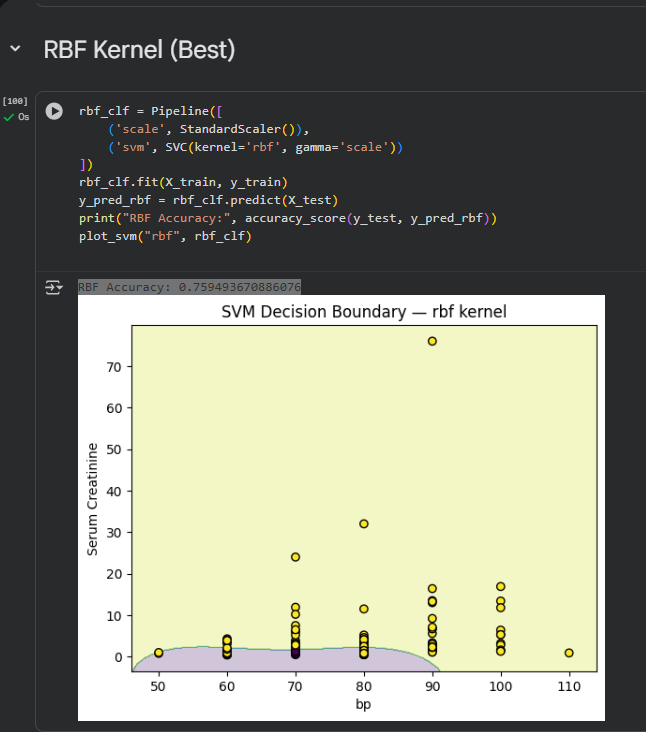 RBF Kernel (Best)
[100]
0s
rbf_clf = Pipeline([
    ('scale', StandardScaler()),
    ('svm', SVC(kernel='rbf', gamma='scale'))
])
rbf_clf.fit(X_train, y_train)
y_pred_rbf = rbf_clf.predict(X_test)
print("RBF Accuracy:", accuracy_score(y_test, y_pred_rbf))
plot_svm("rbf", rbf_clf)
RBF Accuracy: 0.759493670886076
SVM Decision Boundary — rbf kernel
Serum Creatinine
70
60
50
40
30
20
10
0
50 60 70 80 90 100 110
bp